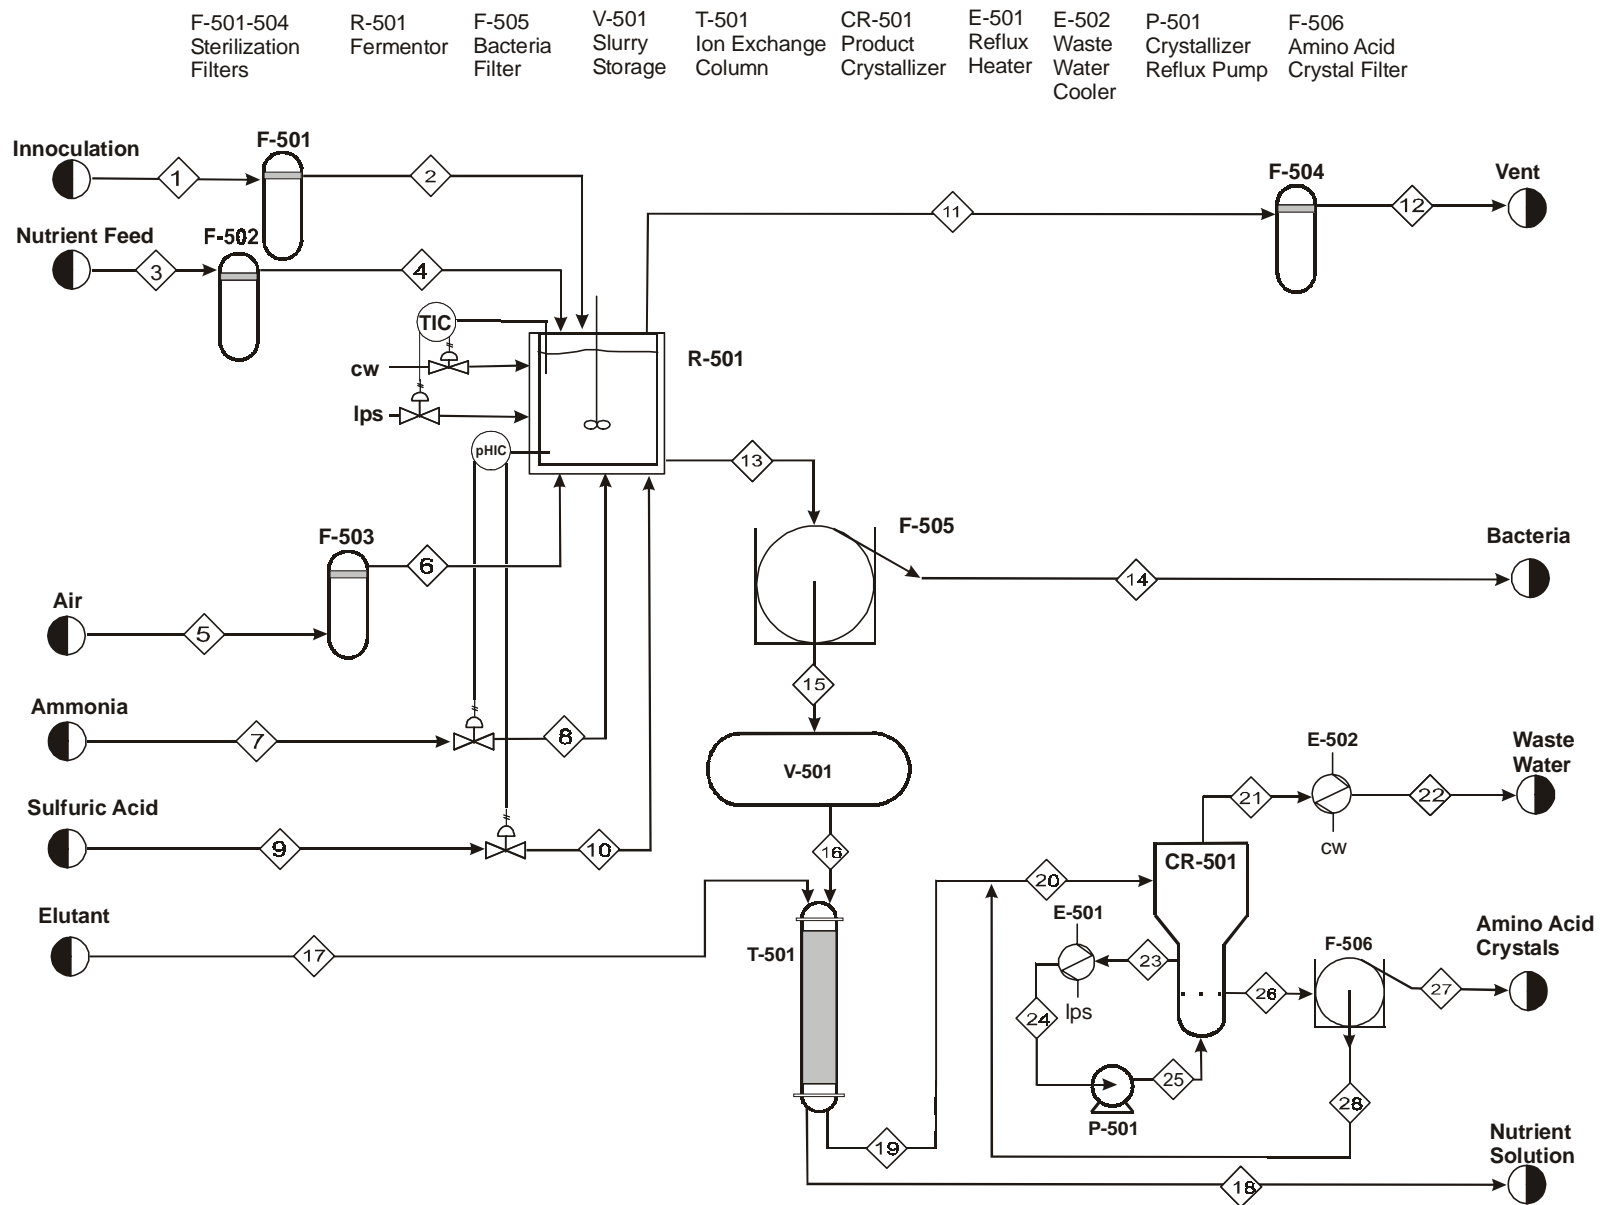 F-501-504
Sterilization
Filters
R-501
Fermentor
F-505
Bacteria
Filter
V-501
Slurry
Storage
T-501
Ion Exchange
Column
CR-501
Product
Crystallizer
E-501
Reflux
Heater
E-502
Waste
Water
Cooler
P-501
Crystallizer
Reflux Pump
F-506
Amino Acid
Crystal Filter
Innoculation
1
F-501
2
Nutrient Feed
3
F-502
4
11
F-504
12
Vent
TIC
cw
lps
pHIC
R-501
13
F-505
F-503
6
Air
5
14
Bacteria
15
Ammonia
7
8
V-501
Sulfuric Acid
9
10
16
E-502
Waste
Water
21
22
cw
CR-501
20
Elutant
17
T-501
E-501
23
lps
24
25
P-501
26
F-506
27
Amino Acid
Crystals
28
19
18
Nutrient
Solution